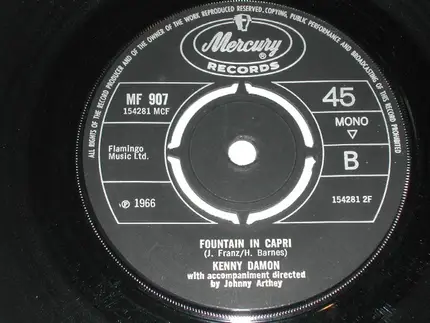 ALL RIGHTS OF THE RECORD PRODUCER AND OF THE OWNER OF THE WORK REPRODUCED RESERVED. COPYING, PUBLIC PERFORMANCE AND BROADCASTING OF THIS RECORD PROHIBITED
Mercury
RECORDS
MF 907
154281 MCF
45
MONO
B
Flamingo
Music Ltd.
154281 2F
℗ 1966
FOUNTAIN IN CAPRI
(J. Franz/H. Barnes)
KENNY DAMON
with accompaniment directed
by Johnny Arthey